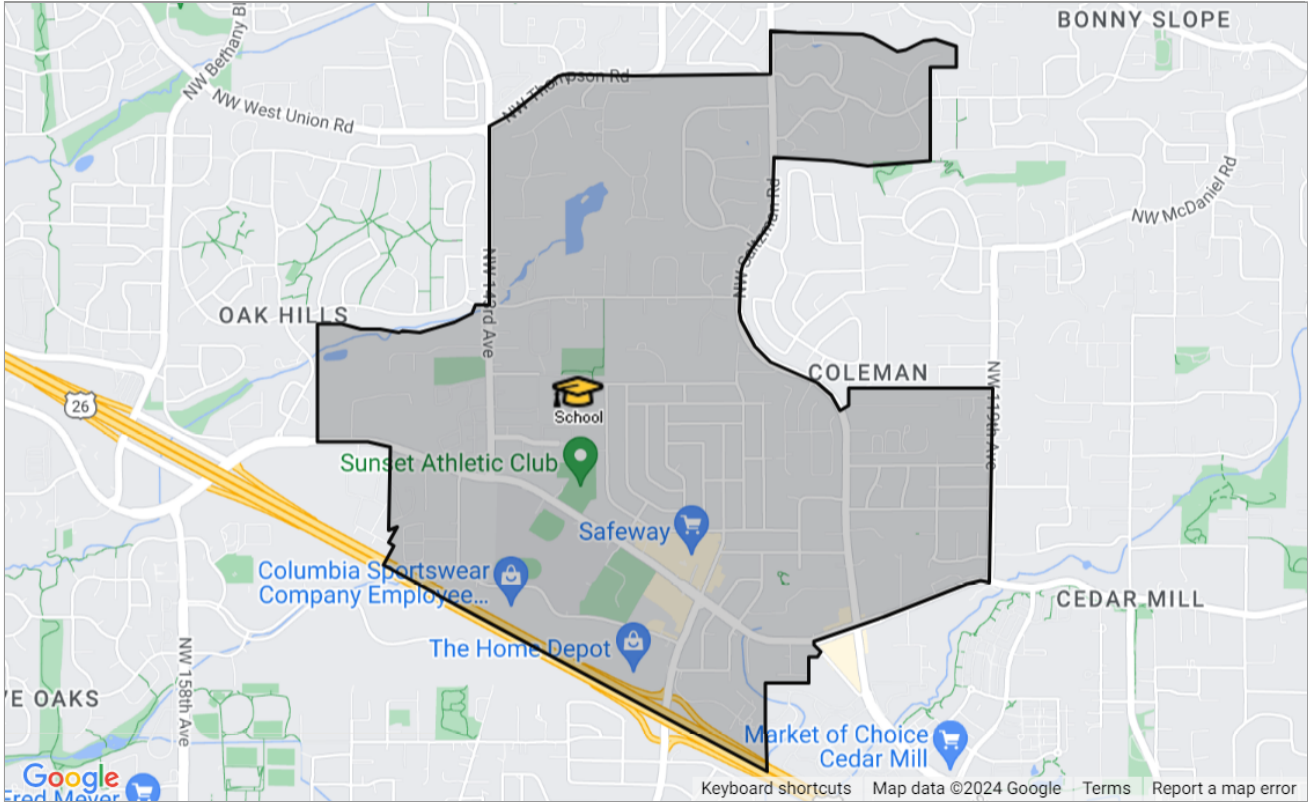 BONNY SLOPE
NW Bethany Bl
NW Thompson Rd
NW West Union Rd
NW McDaniel Rd
NW Saltzman Rd
NW 143rd Ave
OAK HILLS
COLEMAN
NW 119th Ave
26
School
Sunset Athletic Club
Safeway
Columbia Sportswear
Company Employee...
CEDAR MILL
The Home Depot
NW 158th Ave
VE OAKS
Market of Choice
Cedar Mill
Google
Fred Meyer
Keyboard shortcuts
Map data ©2024 Google
Terms
Report a map error